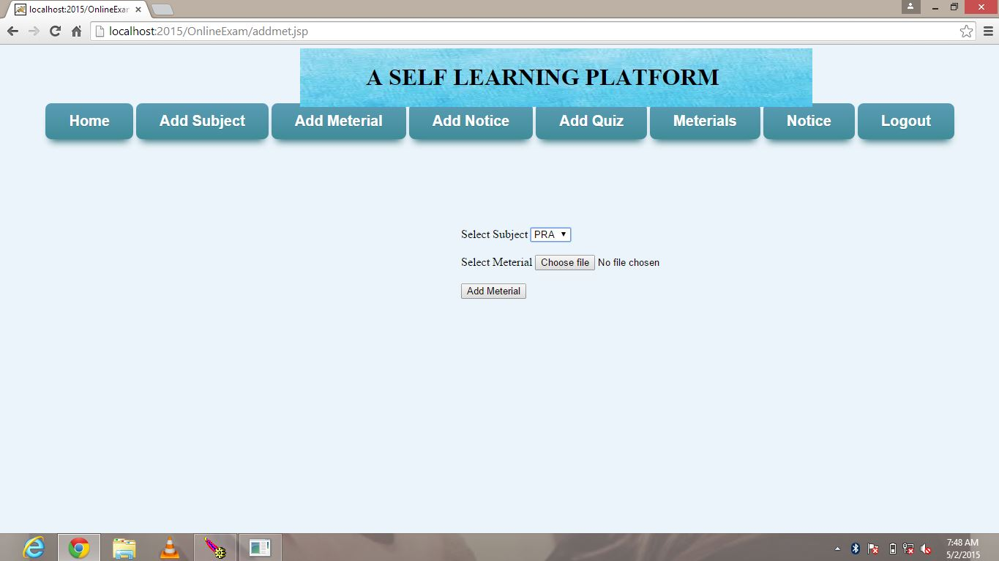 localhost:2015/OnlineExar
localhost:2015/OnlineExam/addmet.jsp
A SELF LEARNING PLATFORM
Home Add Subject Add Meterial Add Notice Add Quiz Meterials Notice Logout
Select Subject PRA
Select Meterial Choose file No file chosen
Add Meterial
7:48 AM
5/2/2015